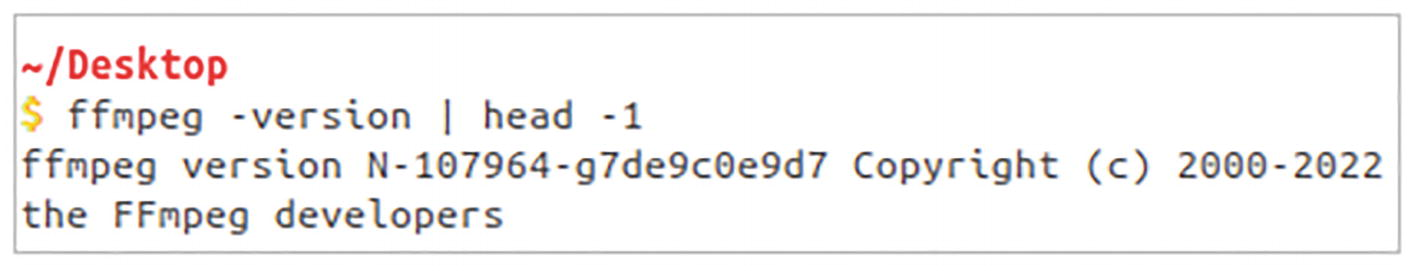 ~/Desktop
$ ffmpeg -version | head -1
ffmpeg version N-107964-g7de9c0e9d7 Copyright (c) 2000-2022
the FFmpeg developers